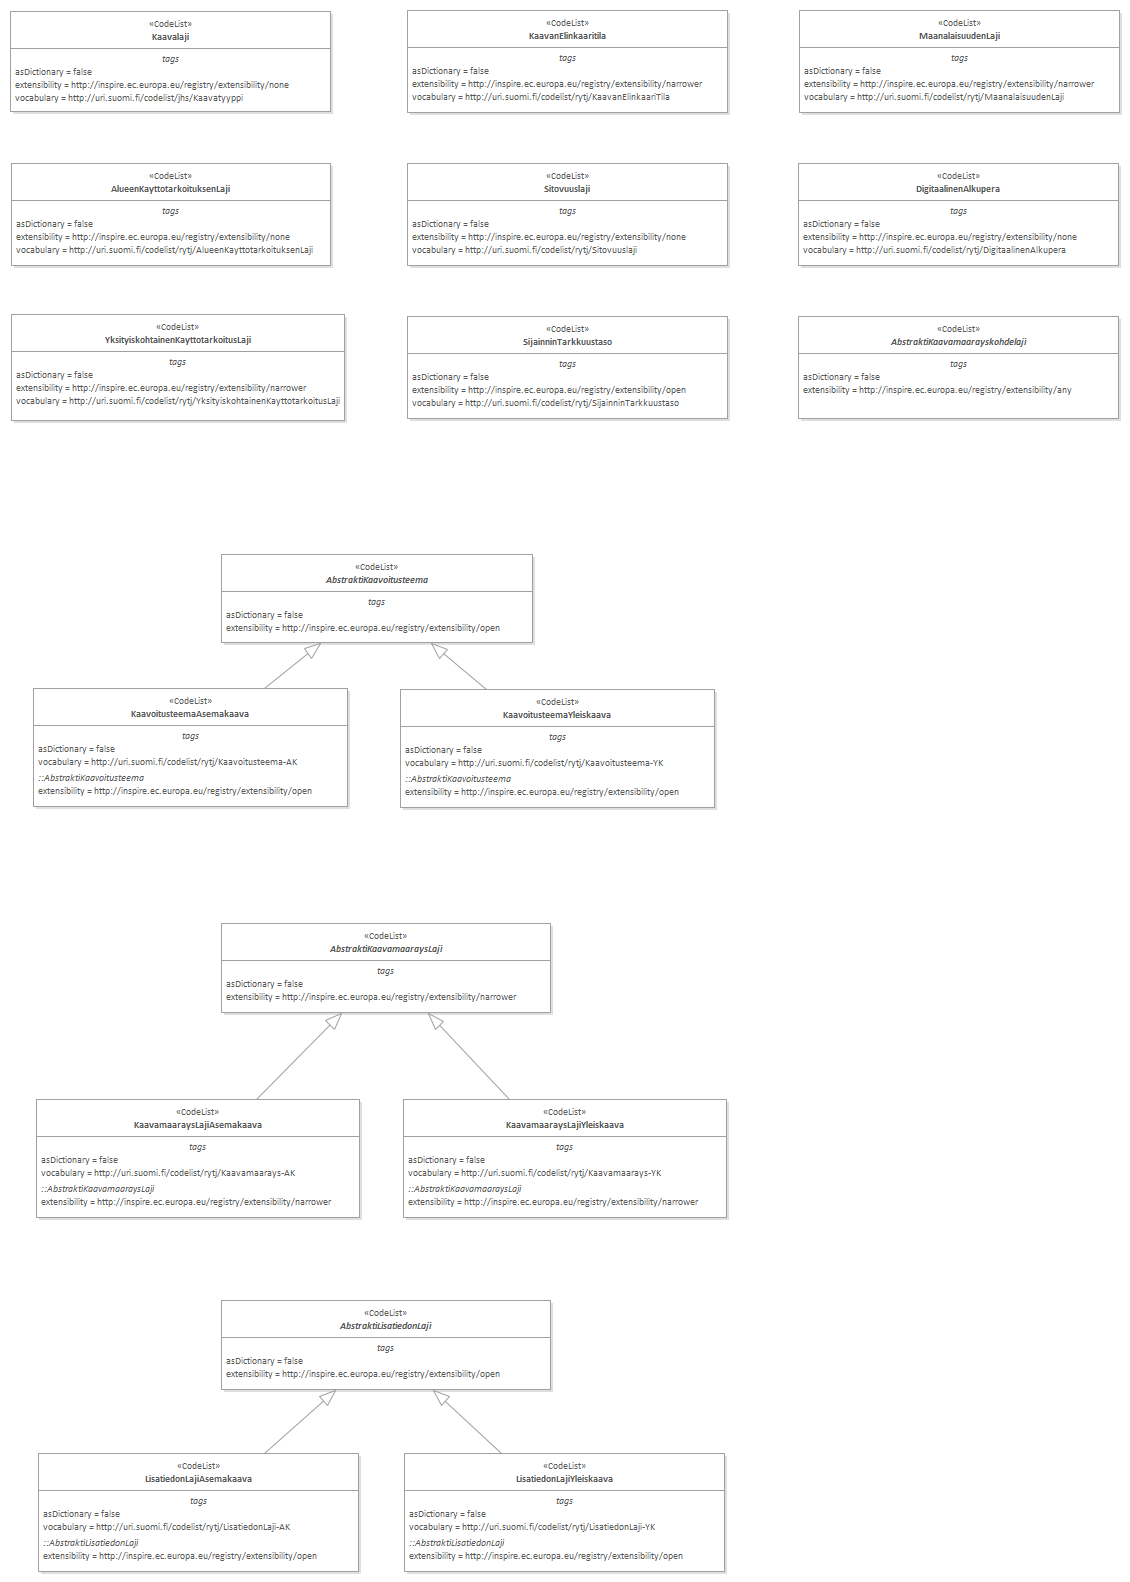 «CodeList»
Kaavalaji
tags
asDictionary = false
extensibility = http://inspire.ec.europa.eu/registry/extensibility/none
vocabulary = http://uri.suomi.fi/codelist/jhs/Kaavatyyppi
«CodeList»
KaavanElinkaaritila
tags
asDictionary = false
extensibility = http://inspire.ec.europa.eu/registry/extensibility/narrower
vocabulary = http://uri.suomi.fi/codelist/rytj/KaavanElinkaariTila
«CodeList»
MaanalaisuudenLaji
tags
asDictionary = false
extensibility = http://inspire.ec.europa.eu/registry/extensibility/narrower
vocabulary = http://uri.suomi.fi/codelist/rytj/MaanalaisuudenLaji
«CodeList»
AlueenKayttotarkoituksenLaji
tags
asDictionary = false
extensibility = http://inspire.ec.europa.eu/registry/extensibility/none
vocabulary = http://uri.suomi.fi/codelist/rytj/AlueenKayttotarkoituksenLaji
«CodeList»
Sitovuuslaji
tags
asDictionary = false
extensibility = http://inspire.ec.europa.eu/registry/extensibility/none
vocabulary = http://uri.suomi.fi/codelist/rytj/Sitovuuslaji
«CodeList»
DigitaalinenAlkupera
tags
asDictionary = false
extensibility = http://inspire.ec.europa.eu/registry/extensibility/none
vocabulary = http://uri.suomi.fi/codelist/rytj/DigitaalinenAlkupera
«CodeList»
YksityiskohtainenKayttotarkoitusLaji
tags
asDictionary = false
extensibility = http://inspire.ec.europa.eu/registry/extensibility/narrower
vocabulary = http://uri.suomi.fi/codelist/rytj/YksityiskohtainenKayttotarkoitusLaji
«CodeList»
SijainninTarkkuustaso
tags
asDictionary = false
extensibility = http://inspire.ec.europa.eu/registry/extensibility/open
vocabulary = http://uri.suomi.fi/codelist/rytj/SijainninTarkkuustaso
«CodeList»
AbstraktiKaavamaarayskohdelaji
tags
asDictionary = false
extensibility = http://inspire.ec.europa.eu/registry/extensibility/any
«CodeList»
AbstraktiKaavoitusteema
tags
asDictionary = false
extensibility = http://inspire.ec.europa.eu/registry/extensibility/open
«CodeList»
KaavoitusteemaAsemakaava
tags
asDictionary = false
vocabulary = http://uri.suomi.fi/codelist/rytj/Kaavoitusteema-AK
::AbstraktiKaavoitusteema
extensibility = http://inspire.ec.europa.eu/registry/extensibility/open
«CodeList»
KaavoitusteemaYleiskaava
tags
asDictionary = false
vocabulary = http://uri.suomi.fi/codelist/rytj/Kaavoitusteema-YK
::AbstraktiKaavoitusteema
extensibility = http://inspire.ec.europa.eu/registry/extensibility/open
«CodeList»
AbstraktiKaavamaaraysLaji
tags
asDictionary = false
extensibility = http://inspire.ec.europa.eu/registry/extensibility/narrower
«CodeList»
KaavamaaraysLajiAsemakaava
tags
asDictionary = false
vocabulary = http://uri.suomi.fi/codelist/rytj/Kaavamaarays-AK
::AbstraktiKaavamaaraysLaji
extensibility = http://inspire.ec.europa.eu/registry/extensibility/narrower
«CodeList»
KaavamaaraysLajiYleiskaava
tags
asDictionary = false
vocabulary = http://uri.suomi.fi/codelist/rytj/Kaavamaarays-YK
::AbstraktiKaavamaaraysLaji
extensibility = http://inspire.ec.europa.eu/registry/extensibility/narrower
«CodeList»
AbstraktiLisatiedonLaji
tags
asDictionary = false
extensibility = http://inspire.ec.europa.eu/registry/extensibility/open
«CodeList»
LisatiedonLajiAsemakaava
tags
asDictionary = false
vocabulary = http://uri.suomi.fi/codelist/rytj/LisatiedonLaji-AK
::AbstraktiLisatiedonLaji
extensibility = http://inspire.ec.europa.eu/registry/extensibility/open
«CodeList»
LisatiedonLajiYleiskaava
tags
asDictionary = false
vocabulary = http://uri.suomi.fi/codelist/rytj/LisatiedonLaji-YK
::AbstraktiLisatiedonLaji
extensibility = http://inspire.ec.europa.eu/registry/extensibility/open